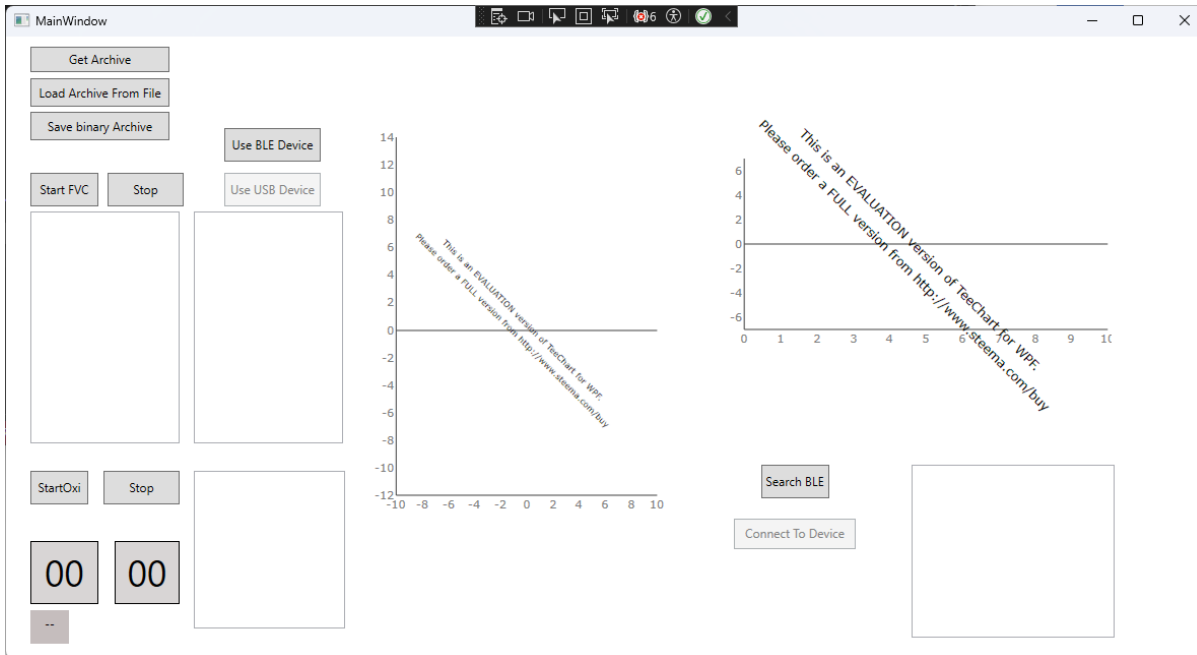 MainWindow
6
Get Archive
Load Archive From File
Save binary Archive
Use BLE Device
Start FVC
Stop
Use USB Device
14
12
10
8
6
4
2
0
-2
-4
-6
-8
-10
-12
-10 -8 -6 -4 -2 0 2 4 6 8 10
This is an EVALUATION version of TeeChart for WPF.
Please order a FULL version from http://www.steema.com/buy
6
4
2
0
-2
-4
-6
0 1 2 3 4 5 6 7 8 9 10
This is an EVALUATION version of TeeChart for WPF.
Please order a FULL version from http://www.steema.com/buy
StartOxi
Stop
Search BLE
Connect To Device
00
00
--